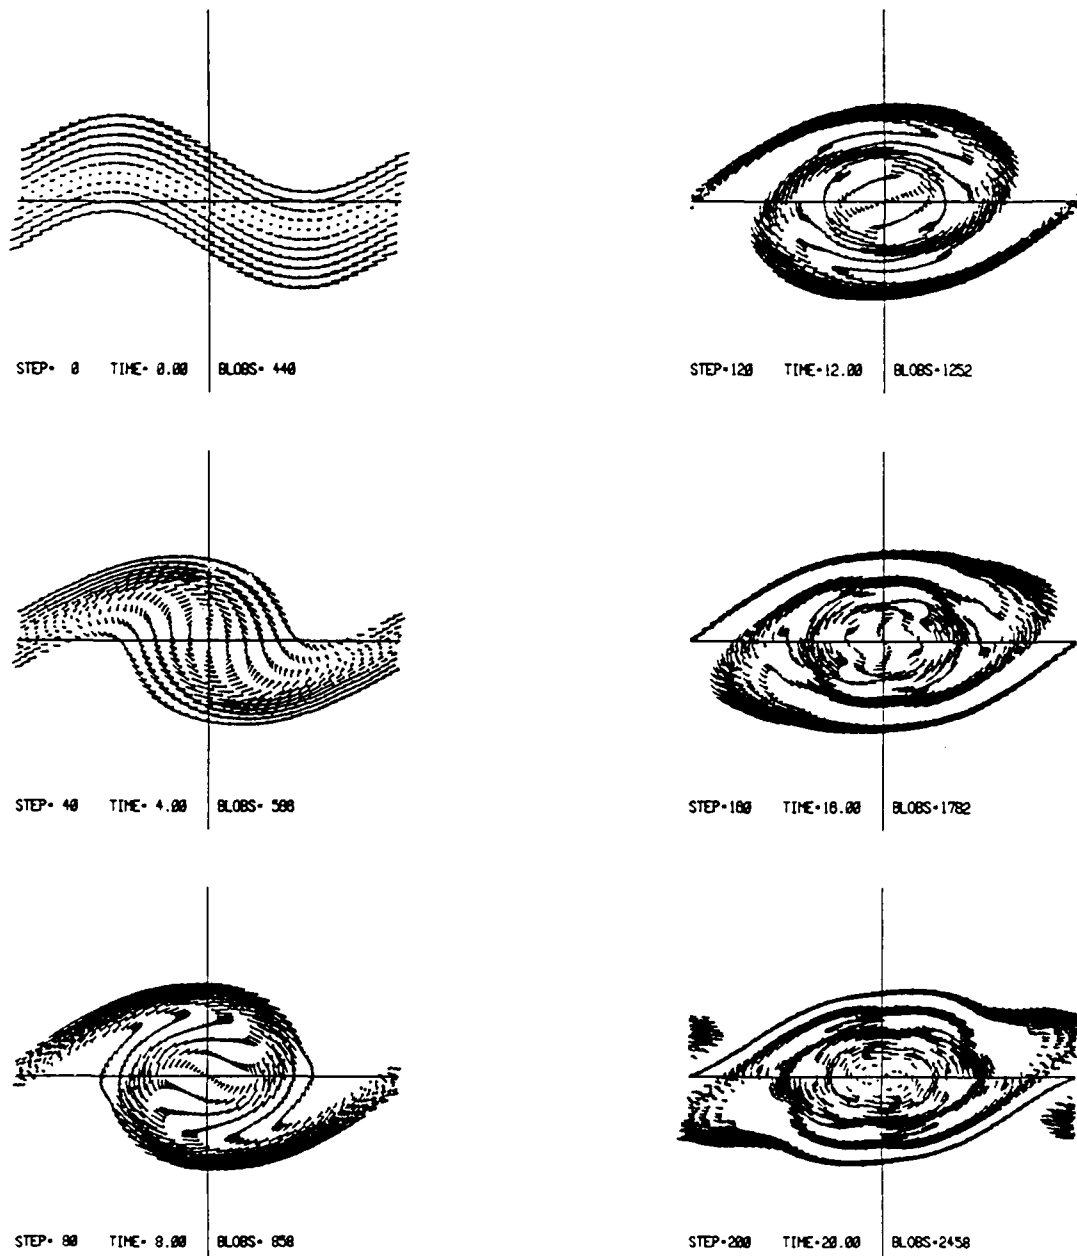 STEP= 0 TIME= 0.00 BLOBS= 440
STEP= 40 TIME= 4.00 BLOBS=
STEP= 80 TIME= 8.00 BLOBS= 858
STEP=120 TIME=12.00 BLOBS=1252
STEP=160 TIME=16.00 BLOBS=1782
STEP=200 TIME=20.00 BLOBS=2458